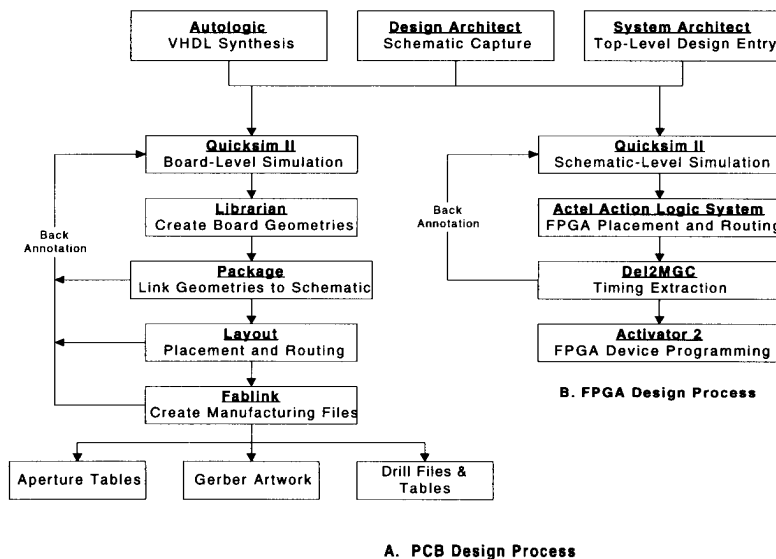 Autologic
VHDL Synthesis
Design Architect
Schematic Capture
System Architect
Top-Level Design Entry
Quicksim II
Board-Level Simulation
Librarian
Create Board Geometries
Back
Annotation
Package
Link Geometries to Schematic
Layout
Placement and Routing
Fablink
Create Manufacturing Files
Aperture Tables
Gerber Artwork
Drill Files &
Tables
Quicksim II
Schematic-Level Simulation
Back
Annotation
Actel Action Logic System
FPGA Placement and Routing
Del2MGC
Timing Extraction
Activator 2
FPGA Device Programming
B. FPGA Design Process
A. PCB Design Process